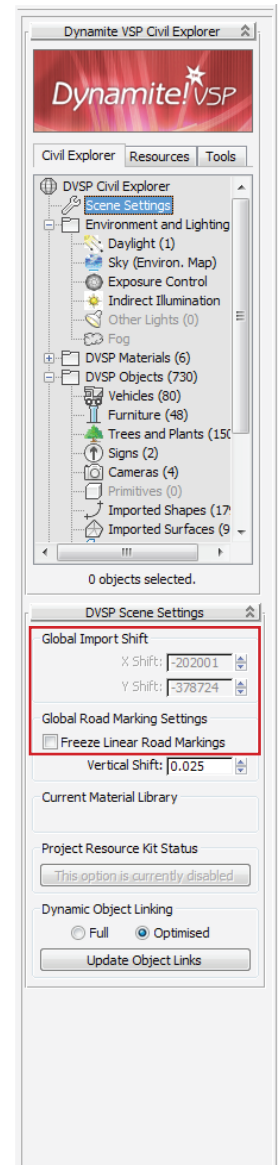 Dynamite VSP Civil Explorer
Dynamite! VSP
Civil Explorer Resources Tools
DVSP Civil Explorer
Scene Settings
Environment and Lighting
Daylight (1)
Sky (Environ. Map)
Exposure Control
Indirect Illumination
Other Lights (0)
Fog
DVSP Materials (6)
DVSP Objects (730)
Vehicles (80)
Furniture (48)
Trees and Plants (150
Signs (2)
Cameras (4)
Primitives (0)
Imported Shapes (17
Imported Surfaces (9
0 objects selected.
DVSP Scene Settings
Global Import Shift
X Shift: -202001
Y Shift: -378724
Global Road Marking Settings
Freeze Linear Road Markings
Vertical Shift: 0.025
Current Material Library
Project Resource Kit Status
This option is currently disabled
Dynamic Object Linking
Full Optimised
Update Object Links